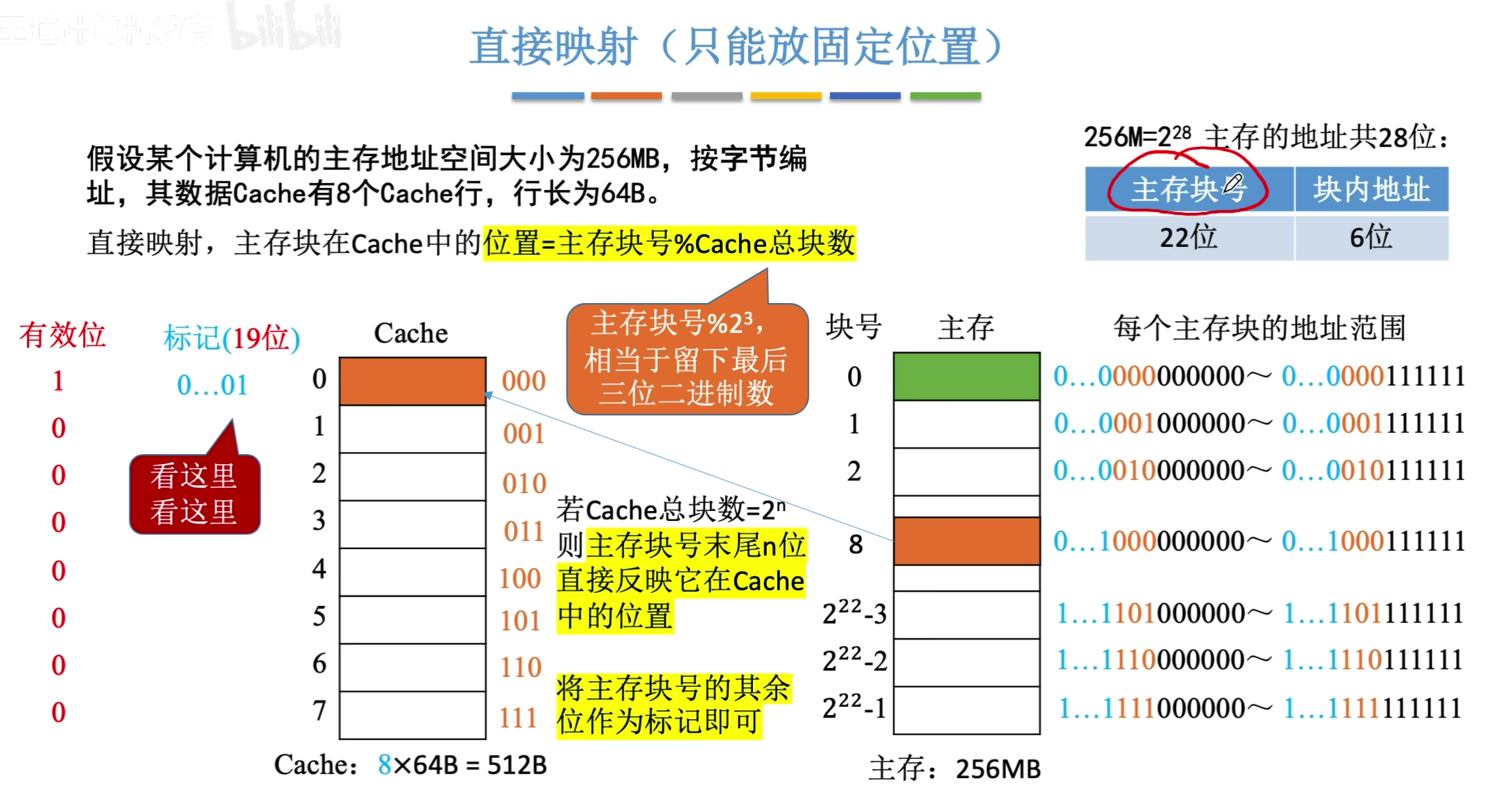 王道计算机教育 bilibili
直接映射（只能放固定位置）
假设某个计算机的主存地址空间大小为256MB，按字节编
址，其数据Cache有8个Cache行，行长为64B。
直接映射，主存块在Cache中的位置=主存块号%Cache总块数
256M=2²⁸ 主存的地址共28位：
主存块号 块内地址
22位 6位
主存块号%2³，
相当于留下最后
三位二进制数
有效位 标记(19位) Cache
1 0…01 0 000
0 1 001
0 2 010
0 3 011
0 4 100
0 5 101
0 6 110
0 7 111
看这里
看这里
Cache：8×64B = 512B
若Cache总块数=2ⁿ
则主存块号末尾n位
直接反映它在Cache
中的位置
将主存块号的其余
位作为标记即可
块号 主存 每个主存块的地址范围
0 0…0000000000～ 0…0000111111
1 0…0001000000～ 0…0001111111
2 0…0010000000～ 0…0010111111
8 0…1000000000～ 0…1000111111
2²²-3 1…1101000000～ 1…1101111111
2²²-2 1…1110000000～ 1…1110111111
2²²-1 1…1111000000～ 1…1111111111
主存：256MB